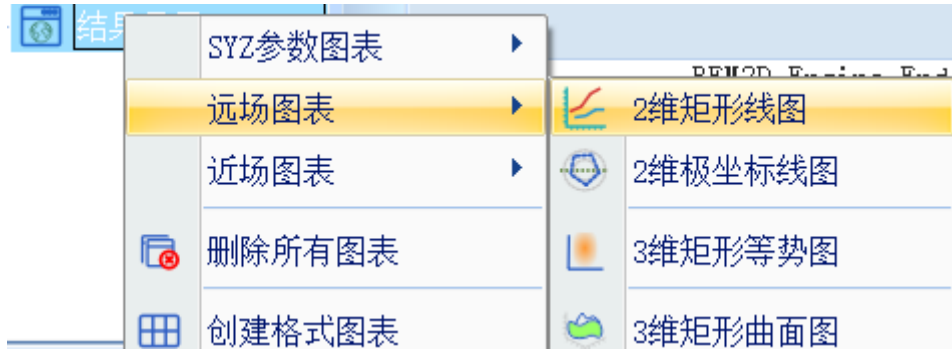 结果
SYZ参数图表
远场图表
近场图表
删除所有图表
创建格式图表
2维矩形线图
2维极坐标线图
3维矩形等势图
3维矩形曲面图